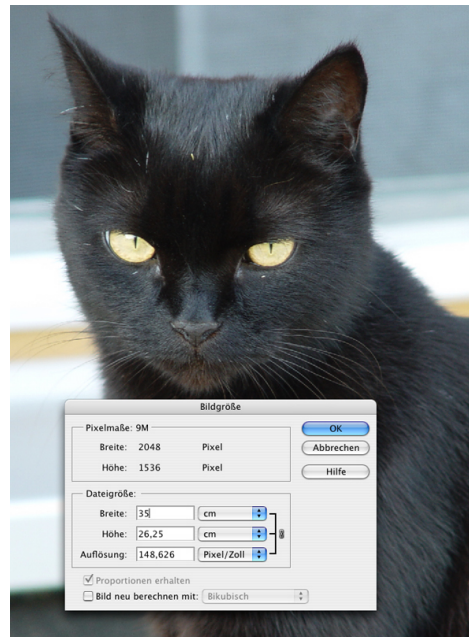 Bildgröße
Pixelmaße: 9M
Breite: 2048 Pixel
Höhe: 1536 Pixel
OK
Abbrechen
Hilfe
Dateigröße:
Breite: 35 cm
Höhe: 26,25 cm
Auflösung: 148,626 Pixel/Zoll
Proportionen erhalten
Bild neu berechnen mit: Bikubisch